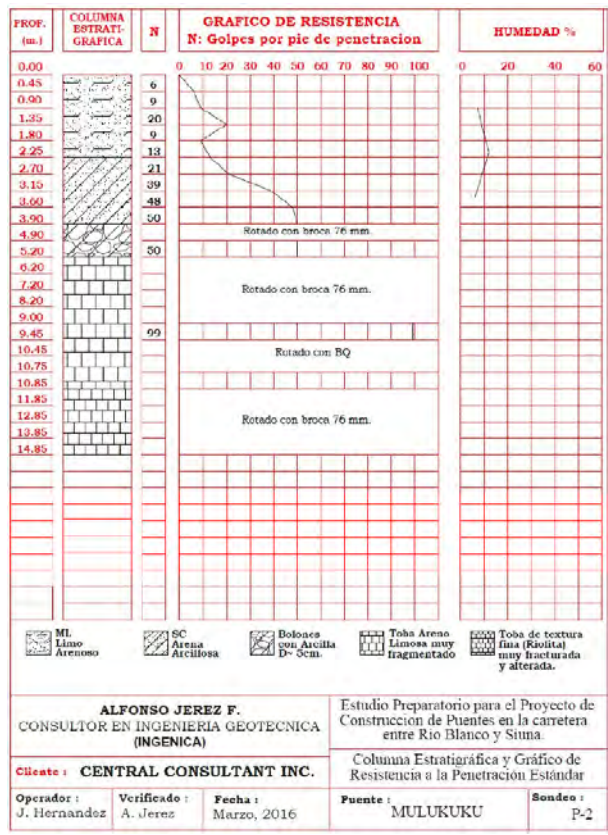 PROF. (m.)
COLUMNA ESTRATI- GRAFICA
N
GRAFICO DE RESISTENCIA
N: Golpes por pie de penetracion
HUMEDAD %
0 10 20 30 40 50 60 70 80 90 100
0 20 40 60
0.00
0.45 6
0.90 9
1.35 20
1.80 9
2.25 13
2.70 21
3.15 39
3.60 48
3.90 50
4.90 Rotado con broca 76 mm.
5.20 50
6.20
7.20 Rotado con broca 76 mm.
8.20
9.00
9.45 99
10.45 Rotado con BQ
10.75
10.85
11.85
12.85 Rotado con broca 76 mm.
13.85
14.85
ML
Limo
Arenoso
SC
Arena
Arcillosa
Bolones
con Arcilla
D~ 5cm.
Toba Areno
Limosa muy
fragmentado
Toba de textura
fina (Riolita)
muy fracturada
y alterada.
ALFONSO JEREZ F.
CONSULTOR EN INGENIERIA GEOTECNICA
(INGENICA)
Estudio Preparatorio para el Proyecto de
Construccion de Puentes en la carretera
entre Rio Blanco y Siuna.
Cliente : CENTRAL CONSULTANT INC.
Columna Estratigráfica y Gráfico de
Resistencia a la Penetración Estándar
Operador :
J. Hernandez
Verificado :
A. Jerez
Fecha :
Marzo, 2016
Puente :
MULUKUKU
Sondeo :
P-2